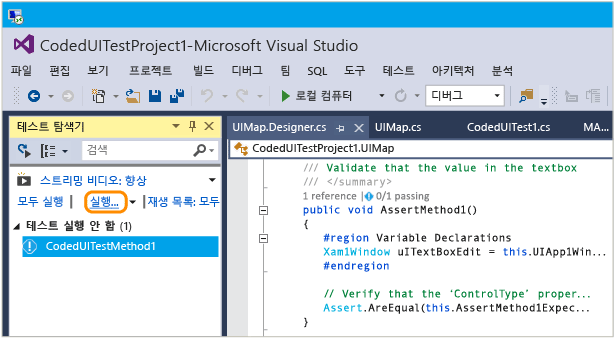 CodedUITestProject1-Microsoft Visual Studio
파일 편집 보기 프로젝트 빌드 디버그 팀 SQL 도구 테스트 아키텍처 분석
로컬 컴퓨터 디버그
테스트 탐색기
검색
스트리밍 비디오: 향상
모두 실행 | 실행... | 재생 목록: 모두
테스트 실행 안 함 (1)
CodedUITestMethod1
UIMap.Designer.cs UIMap.cs CodedUITest1.cs MA...
CodedUITestProject1.UIMap
/// Validate that the value in the textbox
/// </summary>
1 reference | 0/1 passing
public void AssertMethod1()
{
#region Variable Declarations
Xam1Window uITextBoxEdit = this.UIApp1Win...
#endregion
// Verify that the ‘ControlType’ proper...
Assert.AreEqual(this.AssertMethod1Expec...
}